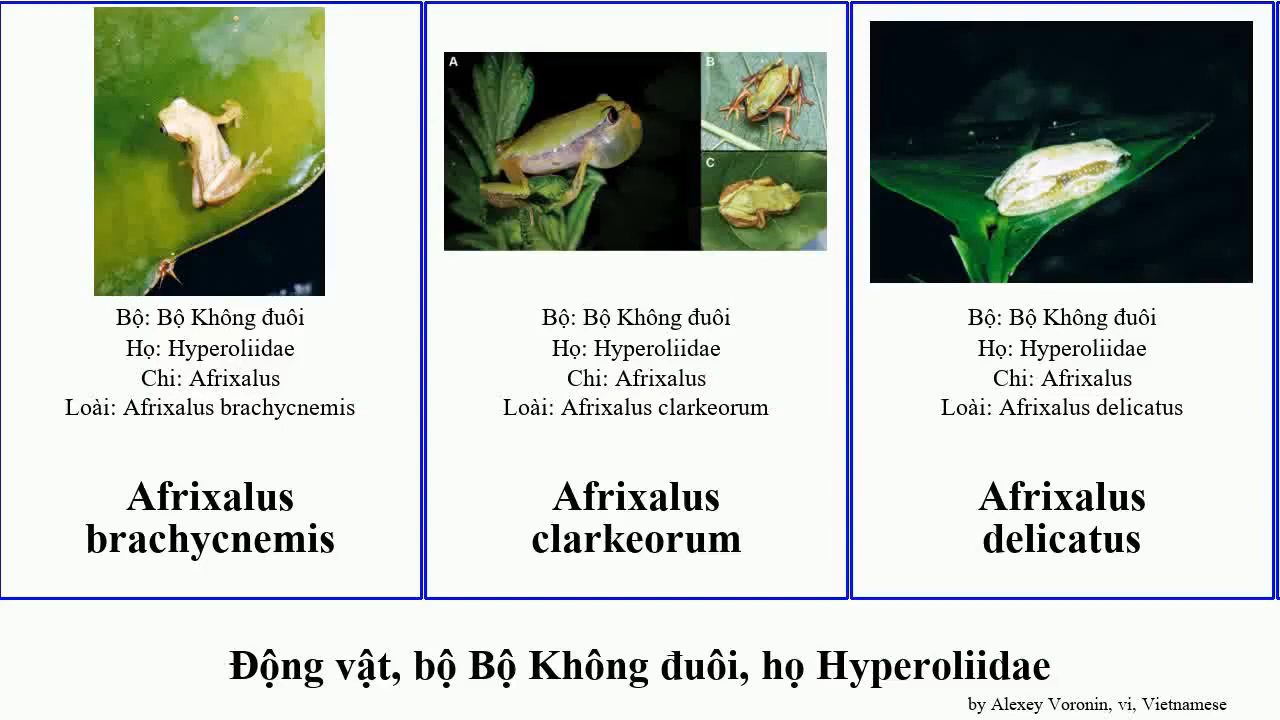 A
B
C
Bộ: Bộ Không đuôi
Họ: Hyperoliidae
Chi: Afrixalus
Loài: Afrixalus brachycnemis
Afrixalus
brachycnemis
Bộ: Bộ Không đuôi
Họ: Hyperoliidae
Chi: Afrixalus
Loài: Afrixalus clarkeorum
Afrixalus
clarkeorum
Bộ: Bộ Không đuôi
Họ: Hyperoliidae
Chi: Afrixalus
Loài: Afrixalus delicatus
Afrixalus
delicatus
Động vật, bộ Bộ Không đuôi, họ Hyperoliidae
by Alexey Voronin, vi, Vietnamese